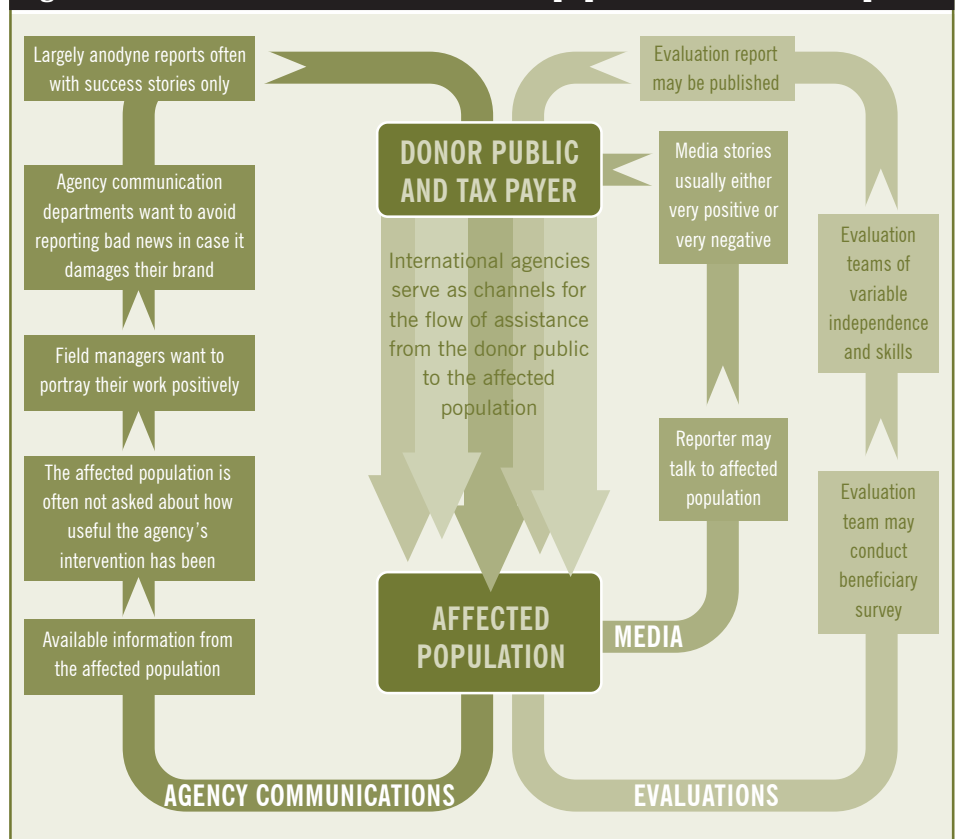 Largely anodyne reports often
with success stories only
Agency communication
departments want to avoid
reporting bad news in case it
damages their brand
Field managers want to
portray their work positively
The affected population is
often not asked about how
useful the agency's
intervention has been
Available information from
the affected population
AGENCY COMMUNICATIONS
DONOR PUBLIC
AND TAX PAYER
International agencies
serve as channels for
the flow of assistance
from the donor public
to the affected
population
AFFECTED
POPULATION
MEDIA
Reporter may
talk to affected
population
Media stories
usually either
very positive or
very negative
EVALUATIONS
Evaluation
team may
conduct
beneficiary
survey
Evaluation
teams of
variable
independence
and skills
Evaluation report
may be published